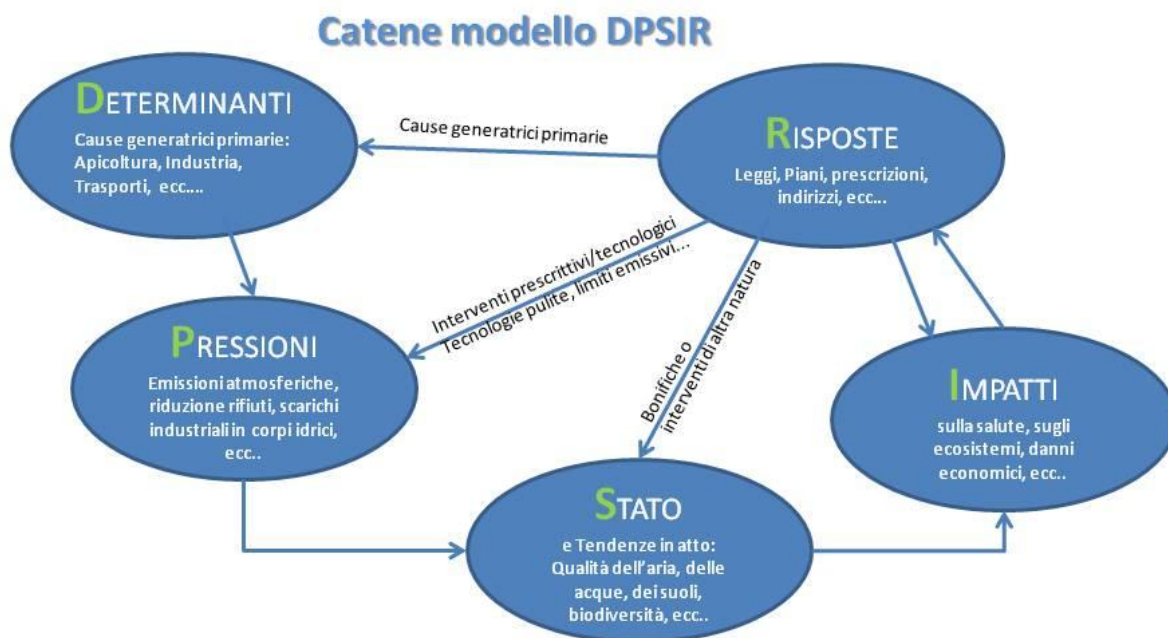 Catene modello DPSIR
DETERMINANTI
Cause generatrici primarie:
Apicoltura, Industria,
Trasporti, ecc....
Cause generatrici primarie
RISPOSTE
Leggi, Piani, prescrizioni,
indirizzi, ecc...
Interventi prescrittivi/tecnologici
Tecnologie pulite, limiti emissivi...
Bonifiche o
interventi di altra natura
PRESSIONI
Emissioni atmosferiche,
riduzione rifiuti, scarichi
industriali in corpi idrici,
ecc..
IMPATTI
sulla salute, sugli
ecosistemi, danni
economici, ecc..
STATO
e Tendenze in atto:
Qualità dell'aria, delle
acque, dei suoli,
biodiversità, ecc..